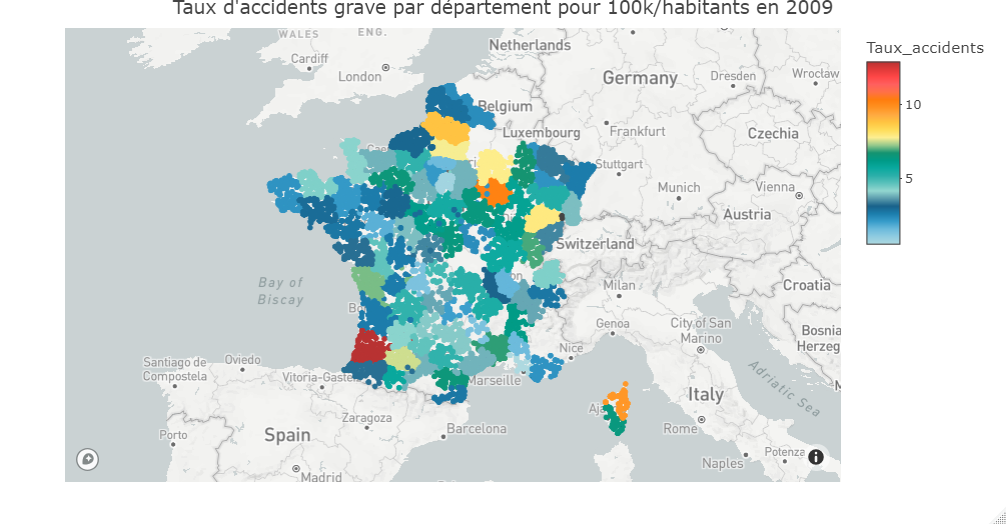 Taux d'accidents grave par département pour 100k/habitants en 2009
Taux_accidents
10
5
WALES
ENG.
Cardiff
London
Netherlands
Belgium
Luxembourg
Germany
Dresden
Wrocław
Frankfurt
Czechia
Stuttgart
Munich
Vienna
Austria
Switzerland
Milan
Croatia
Bay of
Biscay
Genoa
City of San
Marino
Bosnia
Herzeg
Nice
Marseille
Santiago de
Compostela
Oviedo
Vitoria-Gaste
Adriatic Sea
Italy
Rome
Zaragoza
Barcelona
Porto
Spain
Madrid
Naples
Potenza